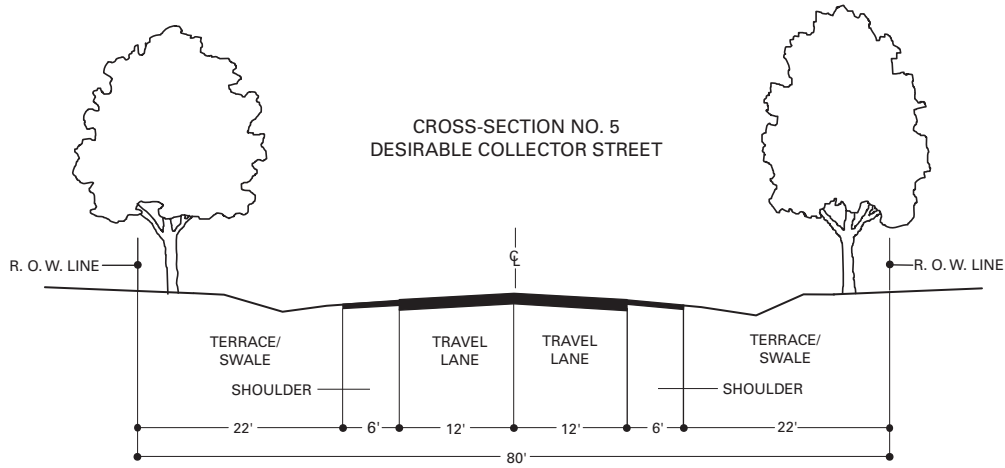 CROSS-SECTION NO. 5
DESIRABLE COLLECTOR STREET
℄
R. O. W. LINE
R. O. W. LINE
TERRACE/
SWALE
TRAVEL
LANE
TRAVEL
LANE
TERRACE/
SWALE
SHOULDER
SHOULDER
22'
6'
12'
12'
6'
22'
80'